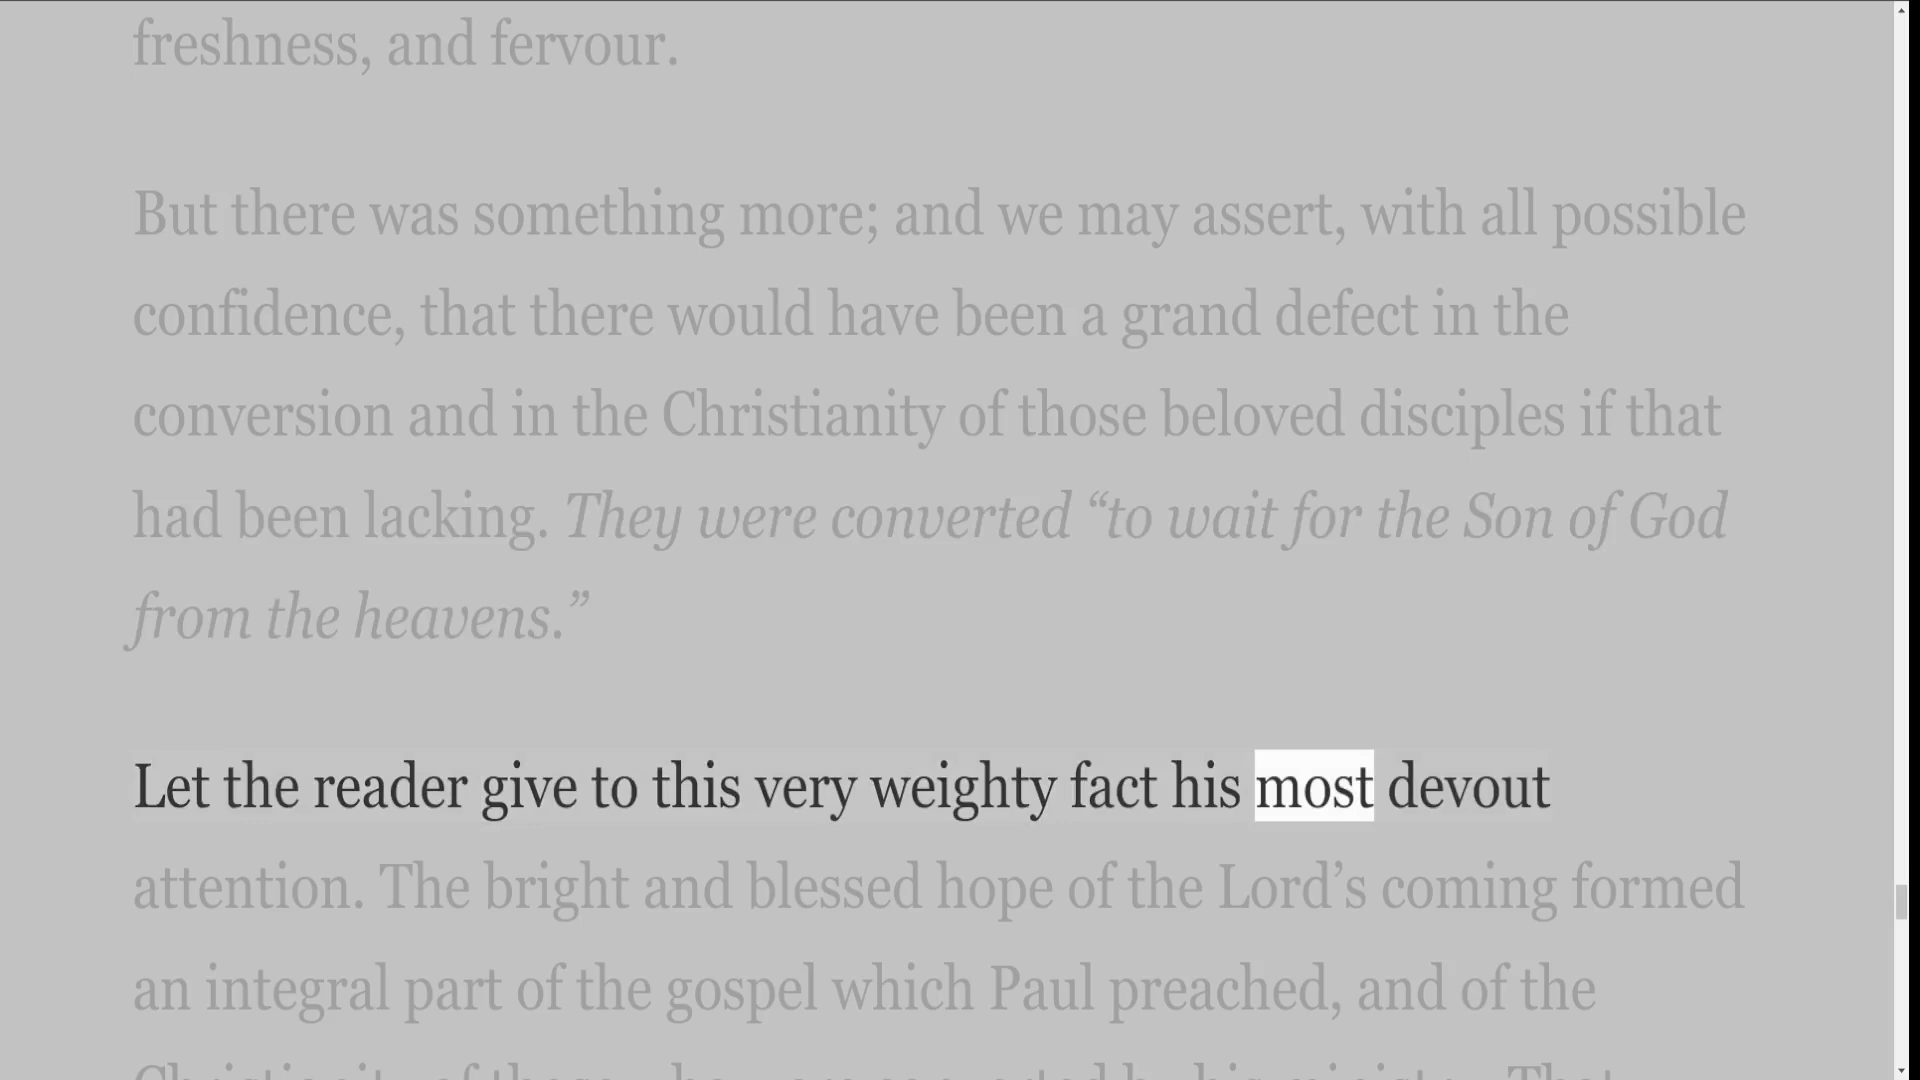 freshness, and fervour.
But there was something more; and we may assert, with all possible
confidence, that there would have been a grand defect in the
conversion and in the Christianity of those beloved disciples if that
had been lacking. They were converted “to wait for the Son of God
from the heavens.”
Let the reader give to this very weighty fact his most devout
attention. The bright and blessed hope of the Lord’s coming formed
an integral part of the gospel which Paul preached, and of the